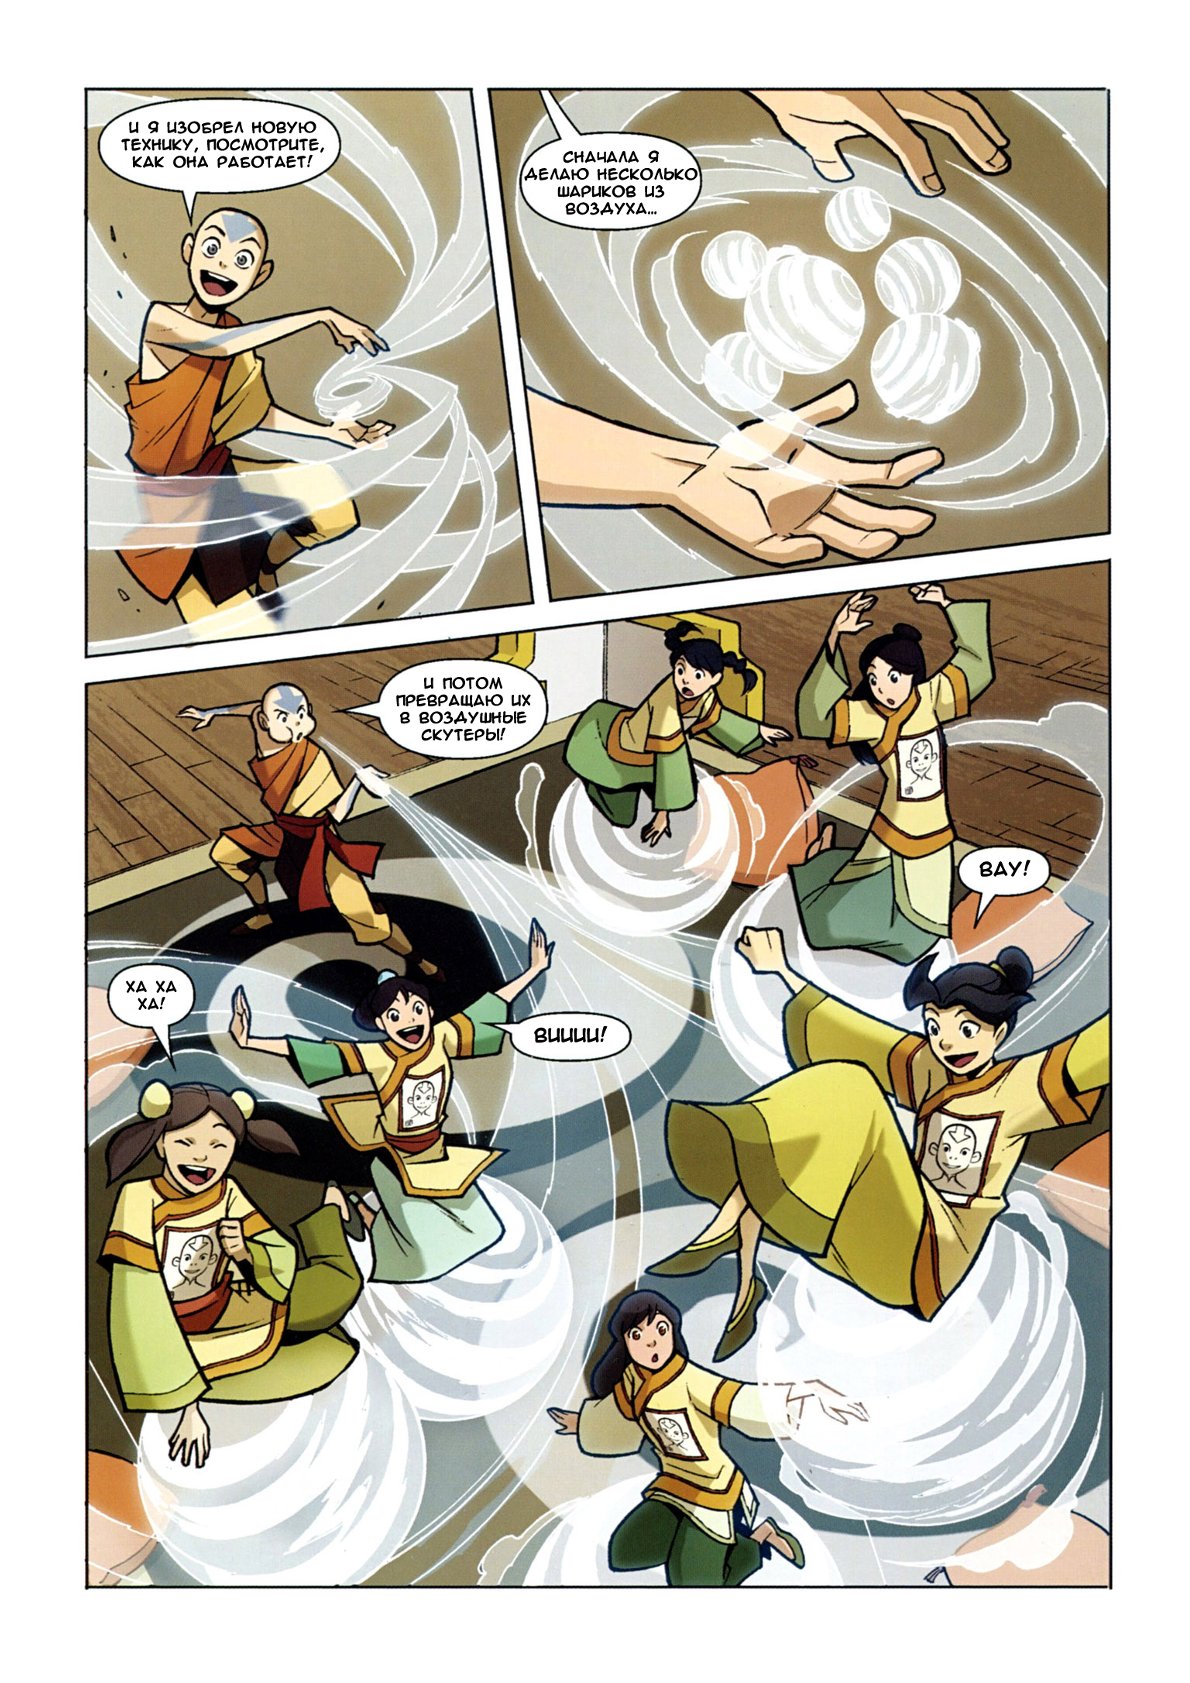 И Я ИЗОБРЕЛ НОВУЮ
ТЕХНИКУ, ПОСМОТРИТЕ,
КАК ОНА РАБОТАЕТ!
СНАЧАЛА Я
ДЕЛАЮ НЕСКОЛЬКО
ШАРИКОВ ИЗ
ВОЗДУХА...
И ПОТОМ
ПРЕВРАЩАЮ ИХ
В ВОЗДУШНЫЕ
СКУТЕРЫ!
ВАУ!
ХА ХА
ХА!
ВИИИИ!